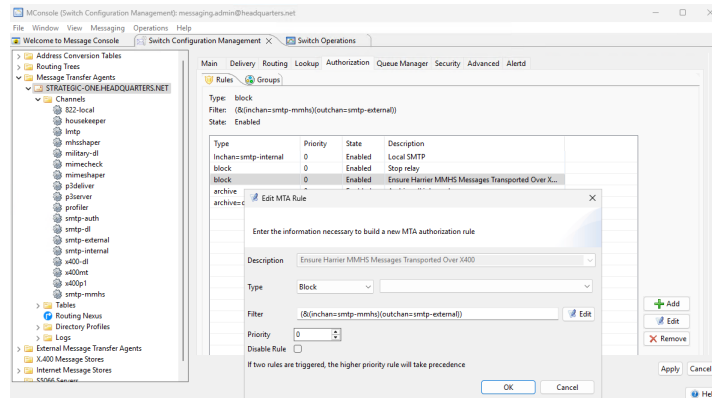 MConsole (Switch Configuration Management): messaging.admin@headquarters.net
File Window View Messaging Operations Help
Welcome to Message Console Switch Configuration Management Switch Operations
Address Conversion Tables
Routing Trees
Message Transfer Agents
STRATEGIC-ONE.HEADQUARTERS.NET
Channels
822-local
housekeeper
lmtp
mhsshaper
military-dl
mimecheck
mimeshaper
p3deliver
p3server
profiler
smtp-auth
smtp-dl
smtp-external
smtp-internal
x400-dl
x400mt
x400p1
smtp-mmhs
Tables
Routing Nexus
Directory Profiles
Logs
External Message Transfer Agents
X.400 Message Stores
Internet Message Stores
S5066 Servers
Main Delivery Routing Lookup Authorization Queue Manager Security Advanced Alertd
Rules Groups
Type: block
Filter: (&(inchan=smtp-mmhs)(outchan=smtp-external))
State: Enabled
Type Priority State Description
Inchan=smtp-internal 0 Enabled Local SMTP
block 0 Enabled Stop relay
block 0 Enabled Ensure Harrier MMHS Messages Transported Over X...
archive
Edit MTA Rule
Enter the information necessary to build a new MTA authorization rule
Description Ensure Harrier MMHS Messages Transported Over X400
Type Block
Filter (&(inchan=smtp-mmhs)(outchan=smtp-external)) Edit
Priority 0
Disable Rule
If two rules are triggered, the higher priority rule will take precedence
OK Cancel
Add
Edit
Remove
Apply Cancel